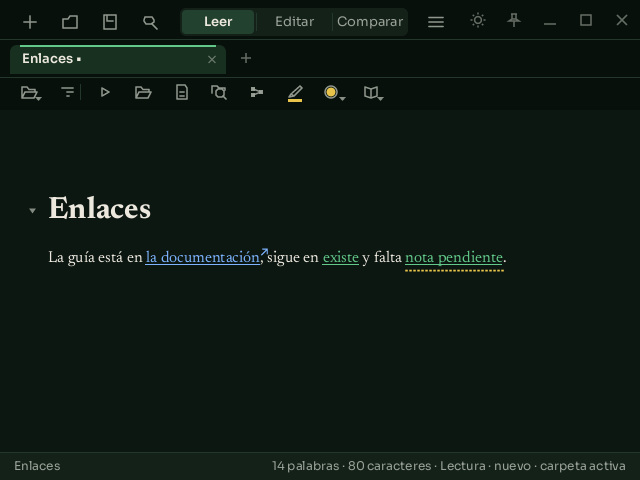 Leer Editar Comparar
Enlaces
Enlaces
La guía está en la documentación, sigue en existe y falta nota pendiente.
Enlaces 14 palabras · 80 caracteres · Lectura · nuevo · carpeta activa